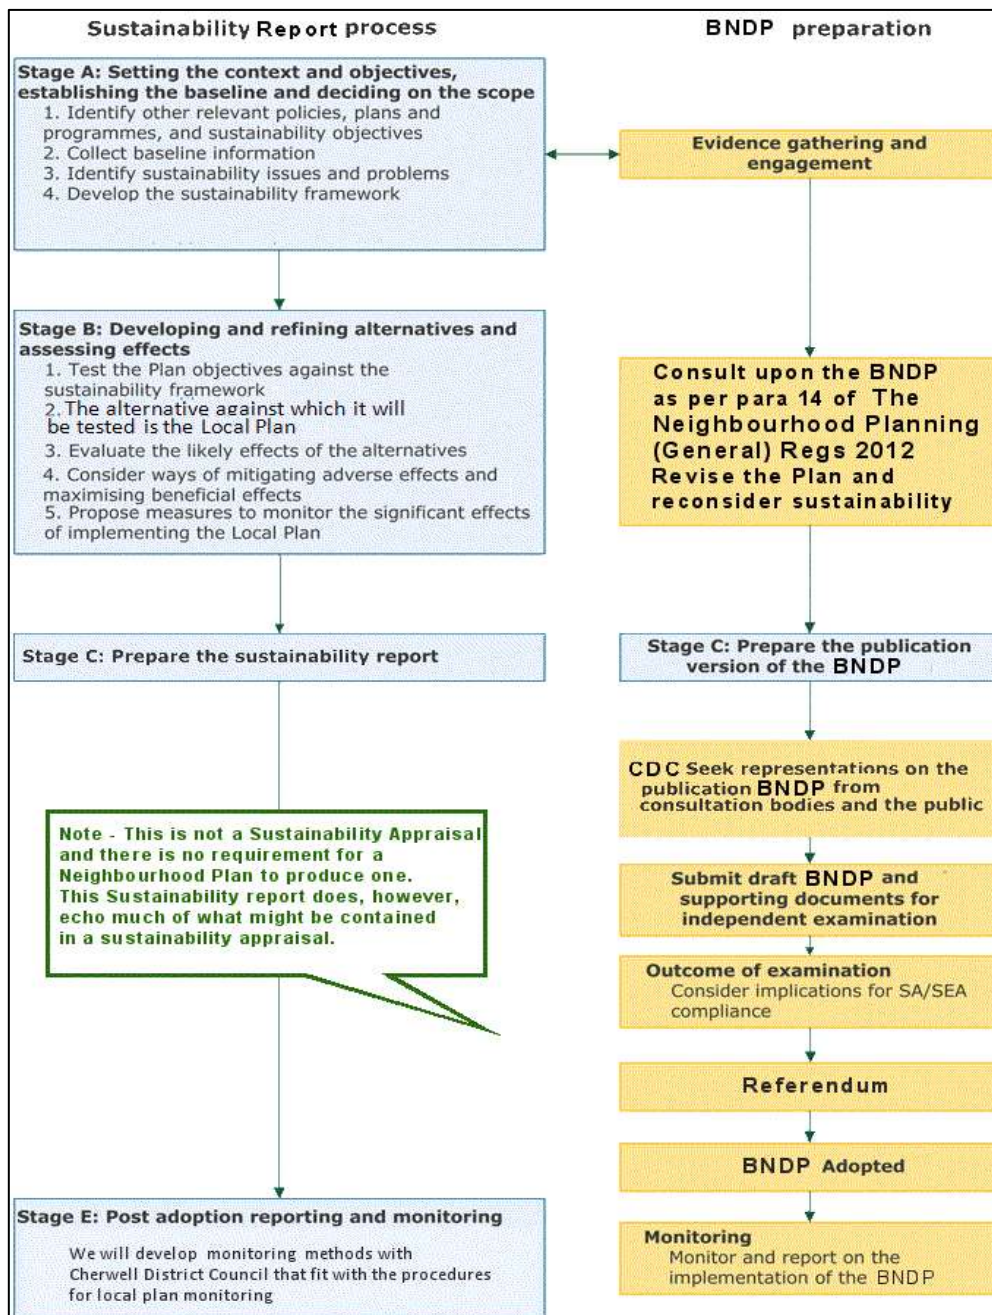 Sustainability Report process
Stage A: Setting the context and objectives,
establishing the baseline and deciding on the scope
1. Identify other relevant policies, plans and
programmes, and sustainability objectives
2. Collect baseline information
3. Identify sustainability issues and problems
4. Develop the sustainability framework
Stage B: Developing and refining alternatives and
assessing effects
1. Test the Plan objectives against the
sustainability framework
2. The alternative against which it will
be tested is the Local Plan
3. Evaluate the likely effects of the alternatives
4. Consider ways of mitigating adverse effects and
maximising beneficial effects
5. Propose measures to monitor the significant effects
of implementing the Local Plan
Stage C: Prepare the sustainability report
Note - This is not a Sustainability Appraisal
and there is no requirement for a
Neighbourhood Plan to produce one.
This Sustainability report does, however,
echo much of what might be contained
in a sustainability appraisal.
Stage E: Post adoption reporting and monitoring
We will develop monitoring methods with
Cherwell District Council that fit with the procedures
for local plan monitoring
BNDP preparation
Evidence gathering and
engagement
Consult upon the BNDP
as per para 14 of The
Neighbourhood Planning
(General) Regs 2012
Revise the Plan and
reconsider sustainability
Stage C: Prepare the publication
version of the BNDP
CDC Seek representations on the
publication BNDP from
consultation bodies and the public
Submit draft BNDP and
supporting documents for
independent examination
Outcome of examination
Consider implications for SA/SEA
compliance
Referendum
BNDP Adopted
Monitoring
Monitor and report on the
implementation of the BNDP